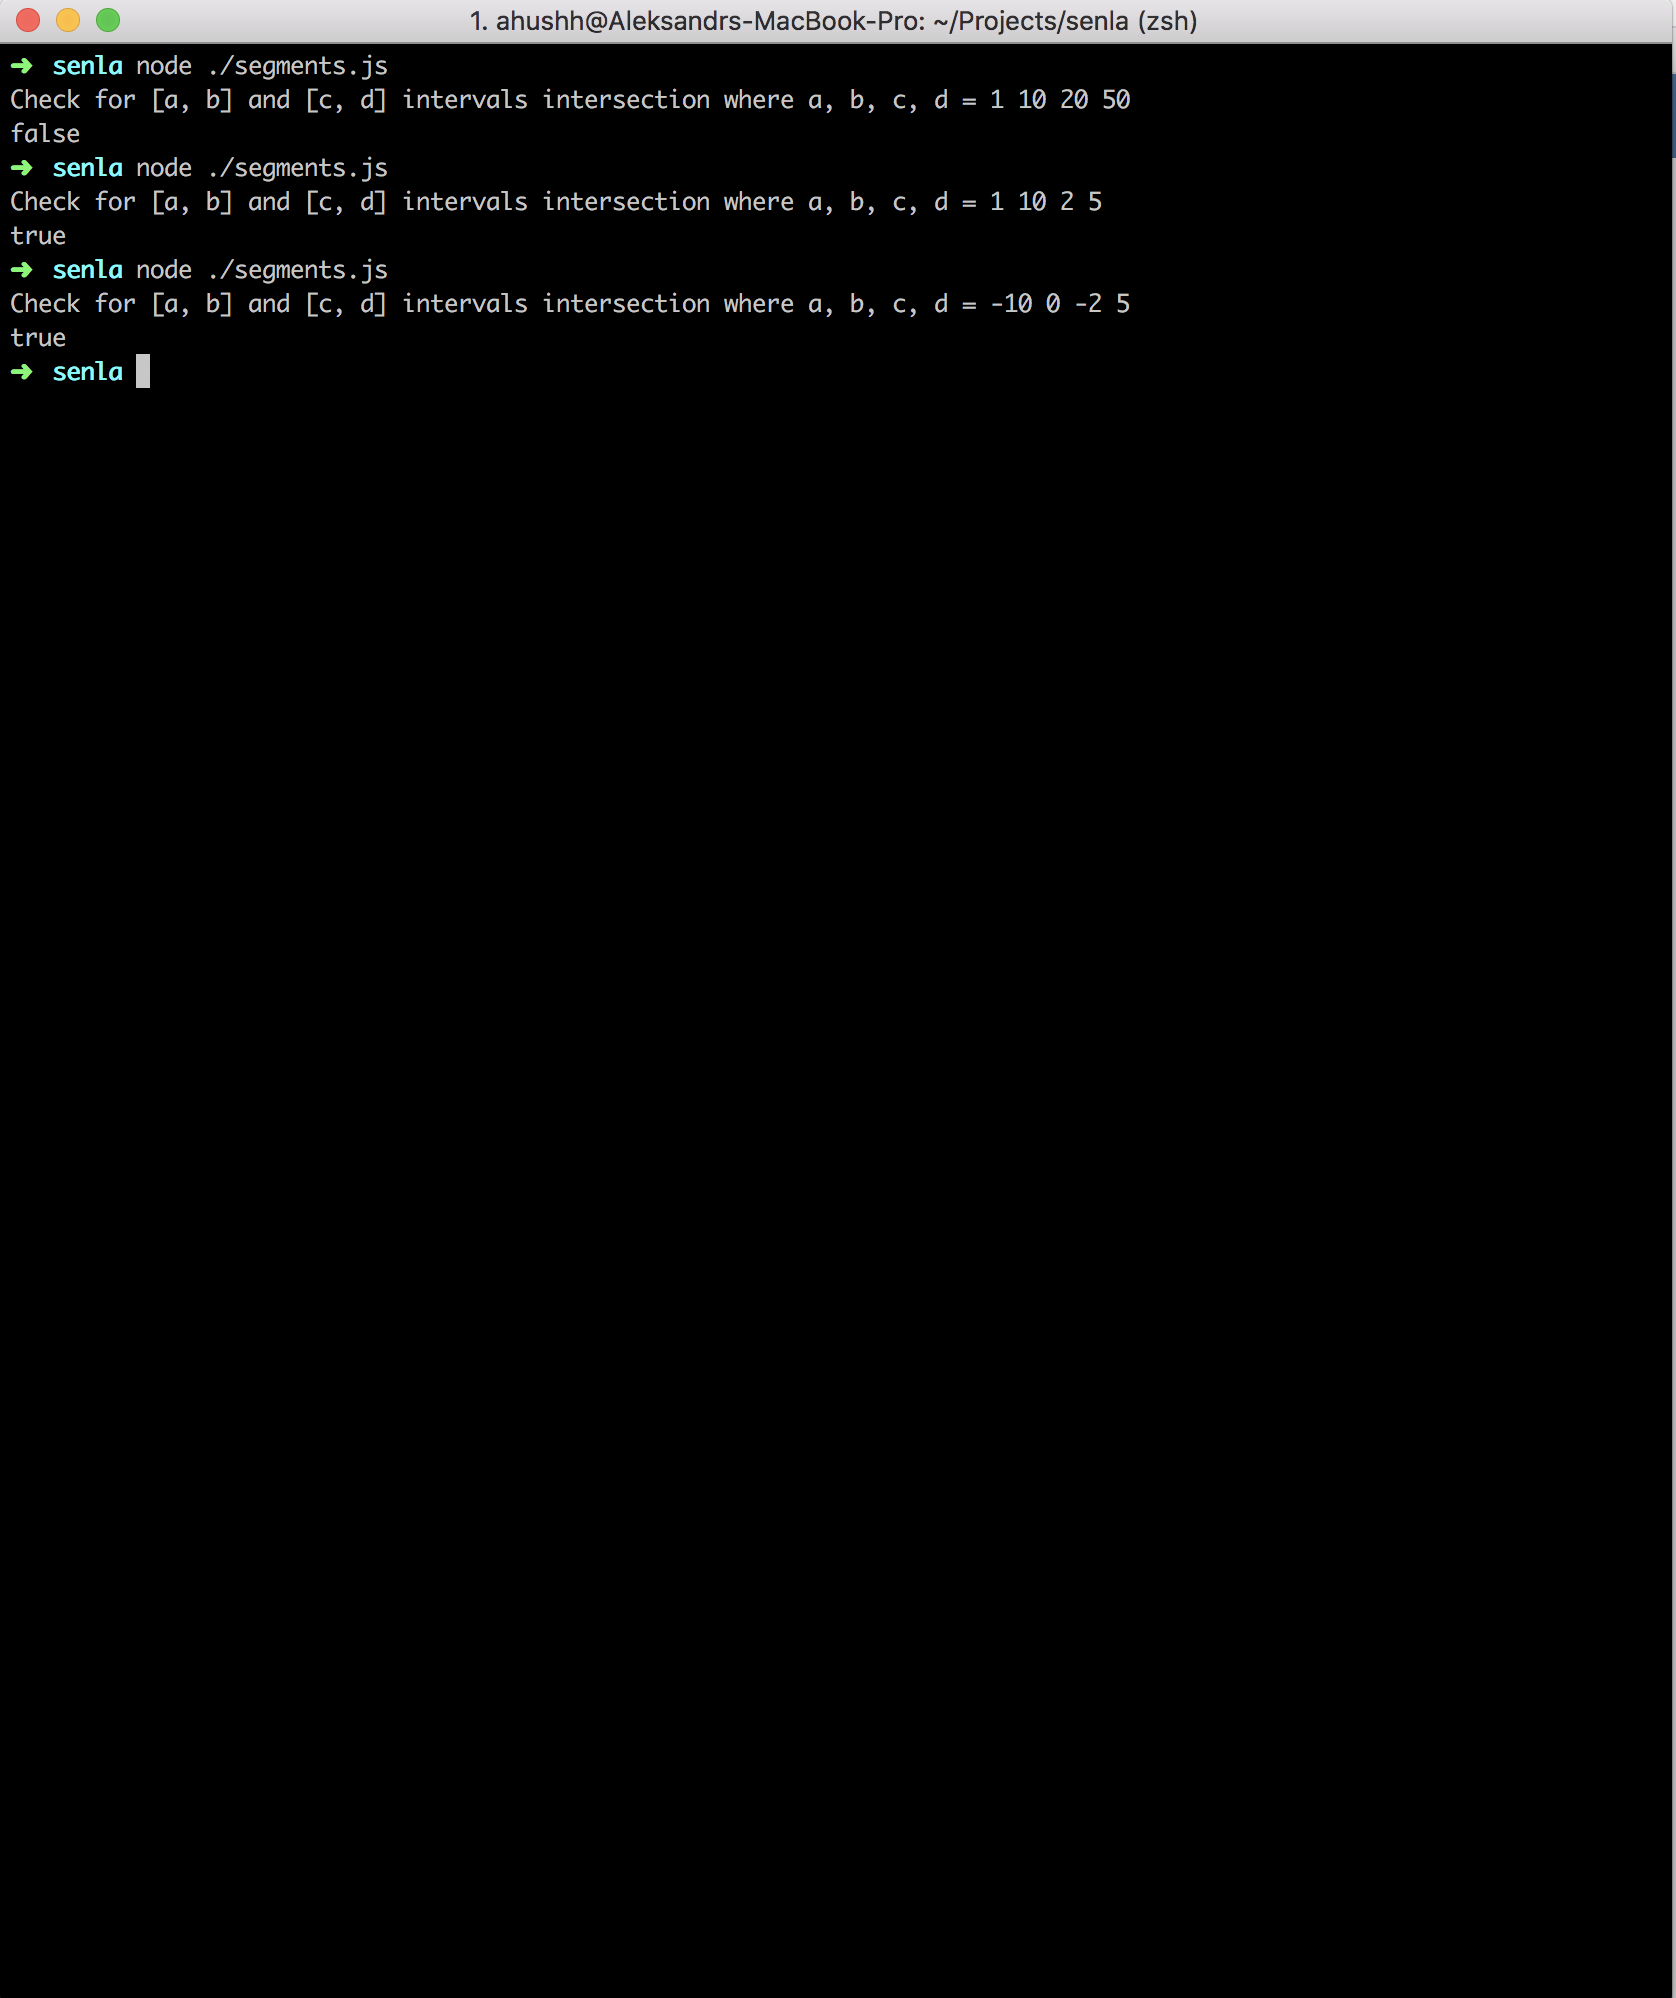 1. ahushh@Aleksandrs-MacBook-Pro: ~/Projects/senla (zsh)
➜ senla node ./segments.js
Check for [a, b] and [c, d] intervals intersection where a, b, c, d = 1 10 20 50
false
➜ senla node ./segments.js
Check for [a, b] and [c, d] intervals intersection where a, b, c, d = 1 10 2 5
true
➜ senla node ./segments.js
Check for [a, b] and [c, d] intervals intersection where a, b, c, d = -10 0 -2 5
true
➜ senla